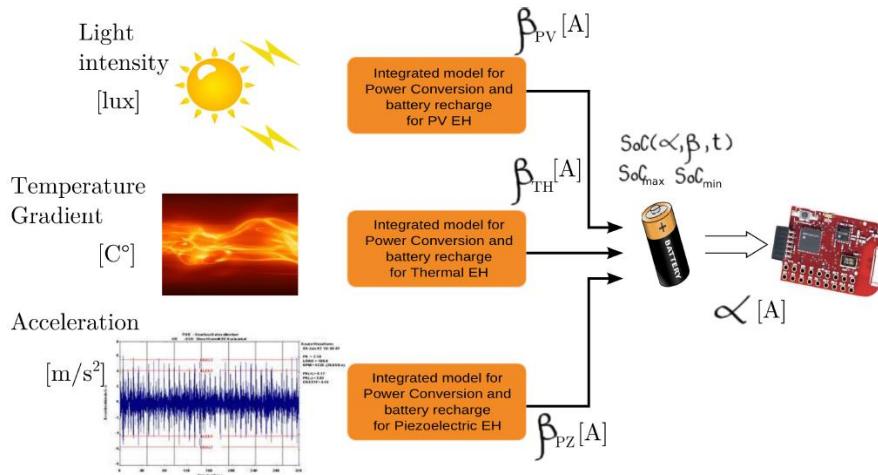 Light
intensity
[lux]
β_PV [A]
Integrated model for
Power Conversion and
battery recharge
for PV EH
SoC(α,β,t)
SoC_max SoC_min
Temperature
Gradient
[C°]
β_TH [A]
Integrated model for
Power Conversion and
battery recharge
for Thermal EH
+
BATTERY
α [A]
Acceleration
[m/s²]
Integrated model for
Power Conversion and
battery recharge
for Piezoelectric EH
β_PZ [A]